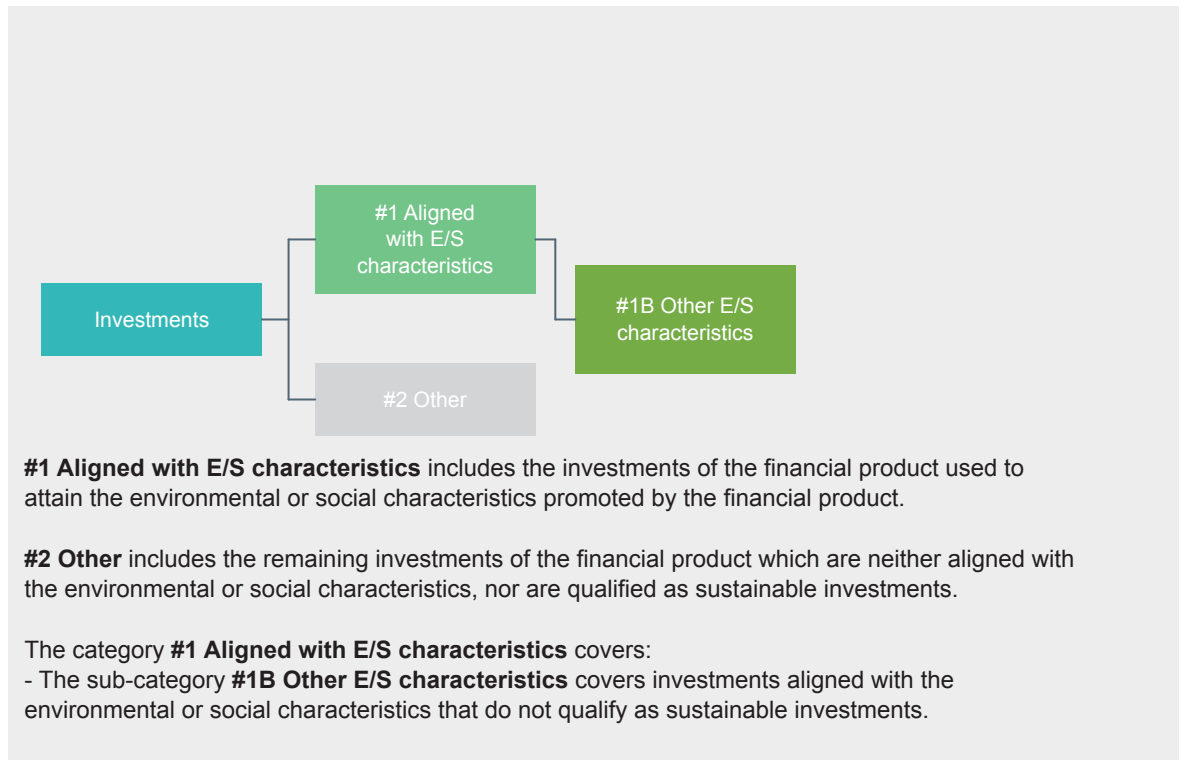 #1 Aligned
with E/S
characteristics
Investments
#1B Other E/S
characteristics
#2 Other
#1 Aligned with E/S characteristics includes the investments of the financial product used to
attain the environmental or social characteristics promoted by the financial product.
#2 Other includes the remaining investments of the financial product which are neither aligned with
the environmental or social characteristics, nor are qualified as sustainable investments.
The category #1 Aligned with E/S characteristics covers:
- The sub-category #1B Other E/S characteristics covers investments aligned with the
environmental or social characteristics that do not qualify as sustainable investments.